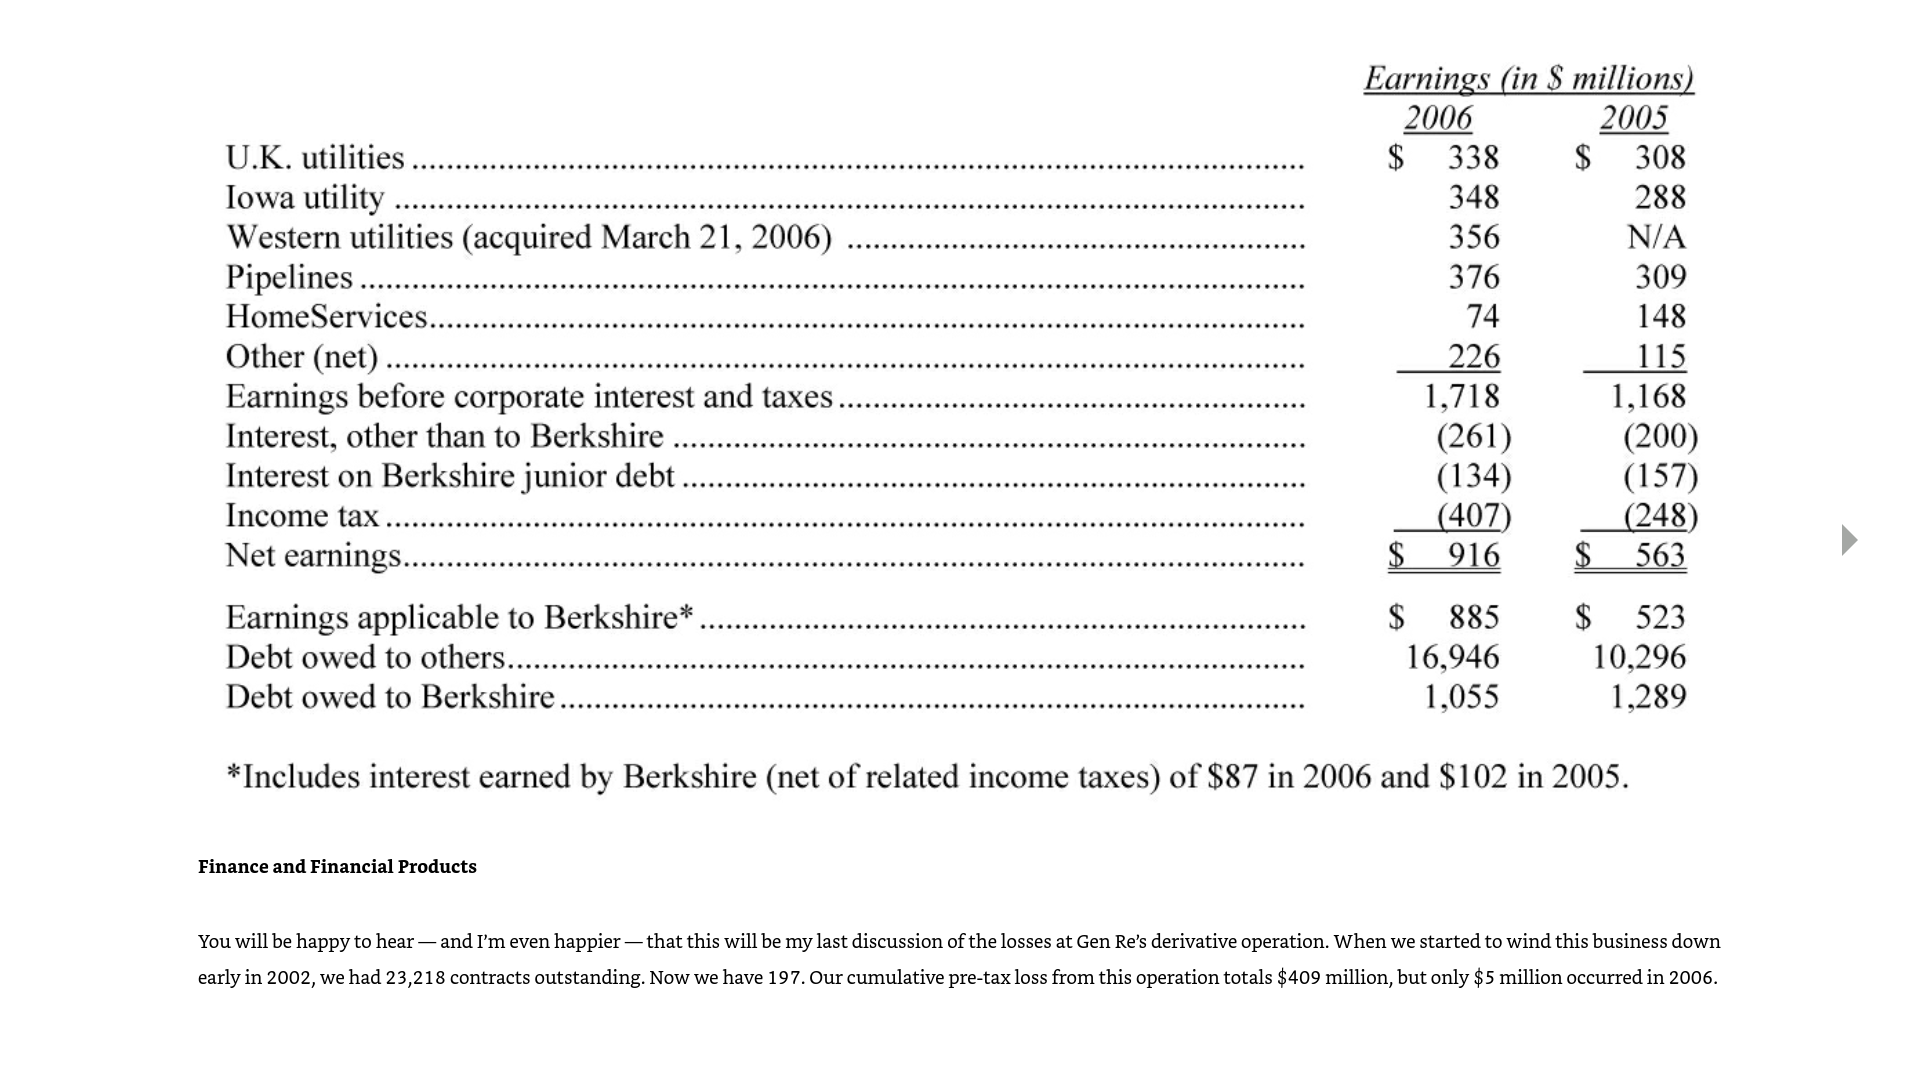 Earnings (in $ millions)
2006 2005
U.K. utilities ........................................................................................................ $ 338 $ 308
Iowa utility .......................................................................................................... 348 288
Western utilities (acquired March 21, 2006) ..................................................... 356 N/A
Pipelines .............................................................................................................. 376 309
HomeServices...................................................................................................... 74 148
Other (net) ........................................................................................................... 226 115
Earnings before corporate interest and taxes ...................................................... 1,718 1,168
Interest, other than to Berkshire ......................................................................... (261) (200)
Interest on Berkshire junior debt ........................................................................ (134) (157)
Income tax ........................................................................................................... (407) (248)
Net earnings......................................................................................................... $ 916 $ 563
Earnings applicable to Berkshire* ...................................................................... $ 885 $ 523
Debt owed to others............................................................................................. 16,946 10,296
Debt owed to Berkshire ...................................................................................... 1,055 1,289
*Includes interest earned by Berkshire (net of related income taxes) of $87 in 2006 and $102 in 2005.
Finance and Financial Products
You will be happy to hear — and I’m even happier — that this will be my last discussion of the losses at Gen Re’s derivative operation. When we started to wind this business down
early in 2002, we had 23,218 contracts outstanding. Now we have 197. Our cumulative pre-tax loss from this operation totals $409 million, but only $5 million occurred in 2006.